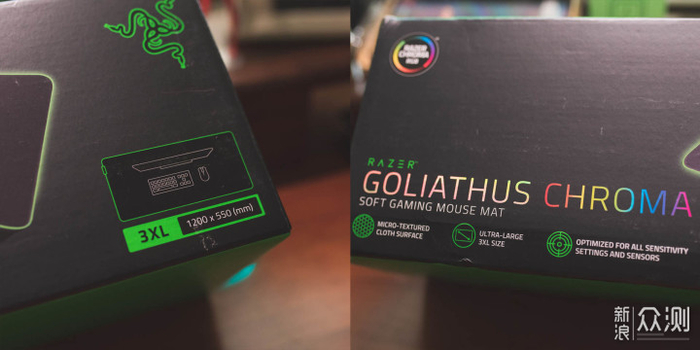 3XL 1200 x 550 (mm)
RAZER
CHROMA
RGB
RAZER
GOLIATHUS CHROMA
SOFT GAMING MOUSE MAT
MICRO-TEXTURED
CLOTH SURFACE
ULTRA-LARGE
3XL SIZE
OPTIMIZED FOR ALL SENSITIVITY
SETTINGS AND SENSORS
新浪
众测